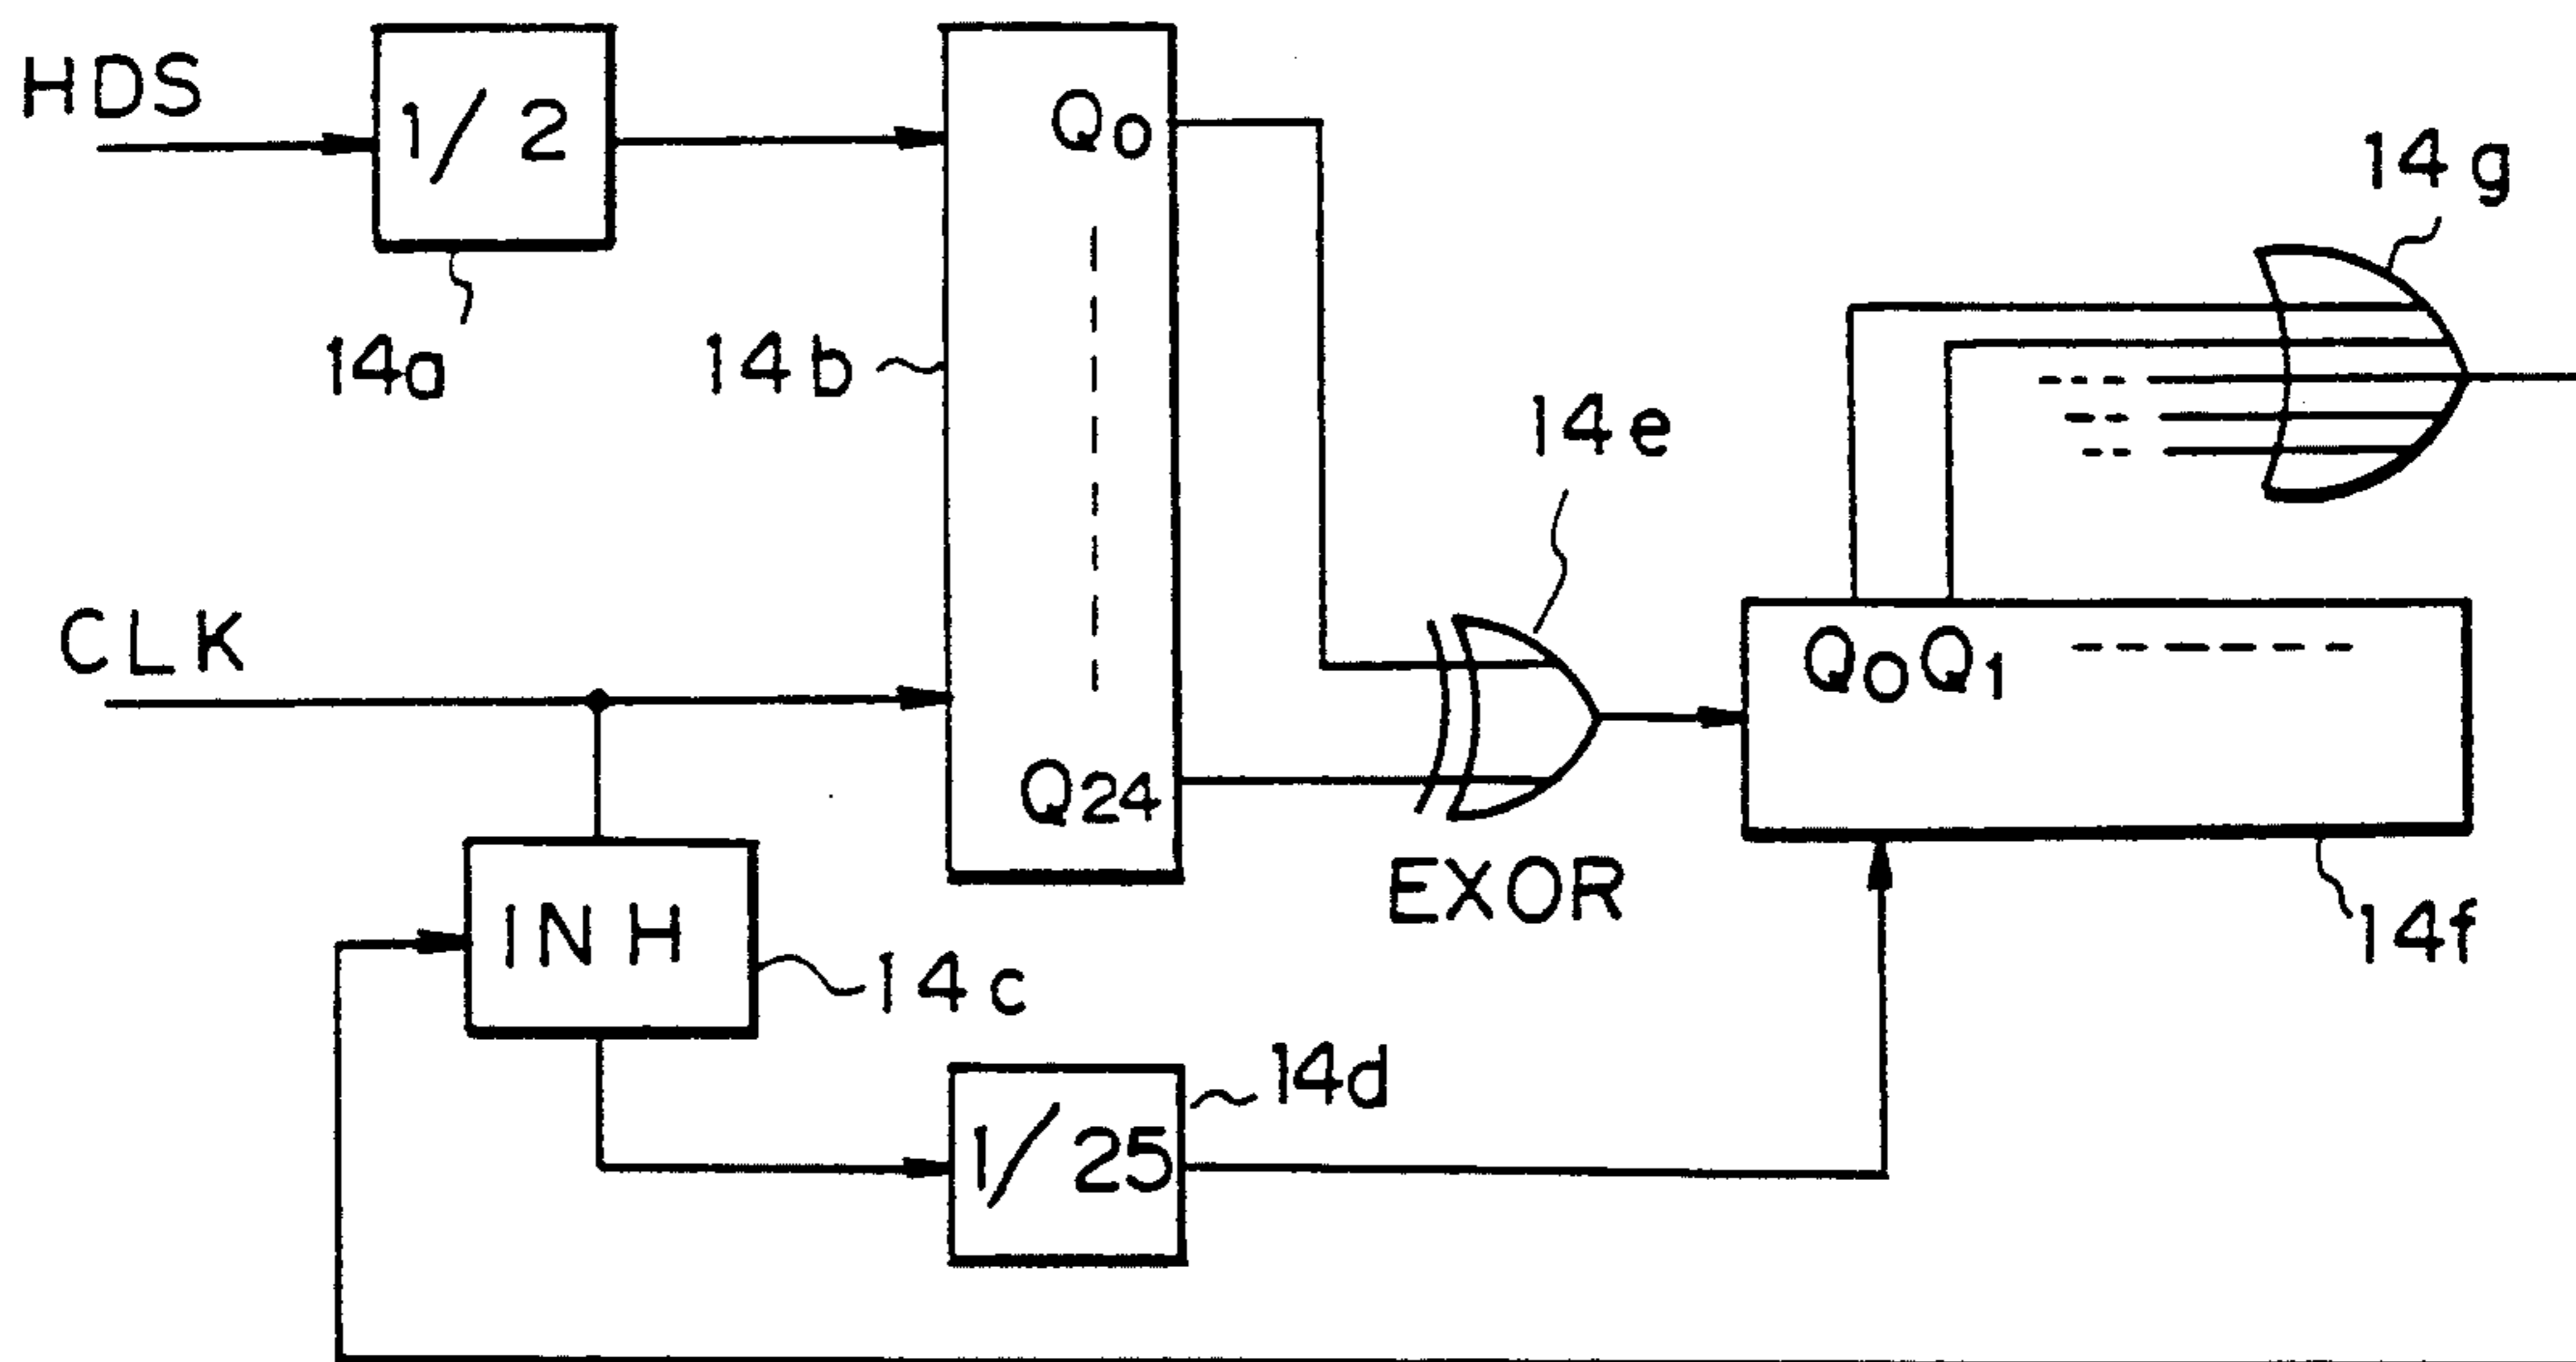 HDS
1/2
14a
14b
Q0
Q24
CLK
INH
14c
1/25
14d
14e
EXOR
Q0Q1
14f
14g